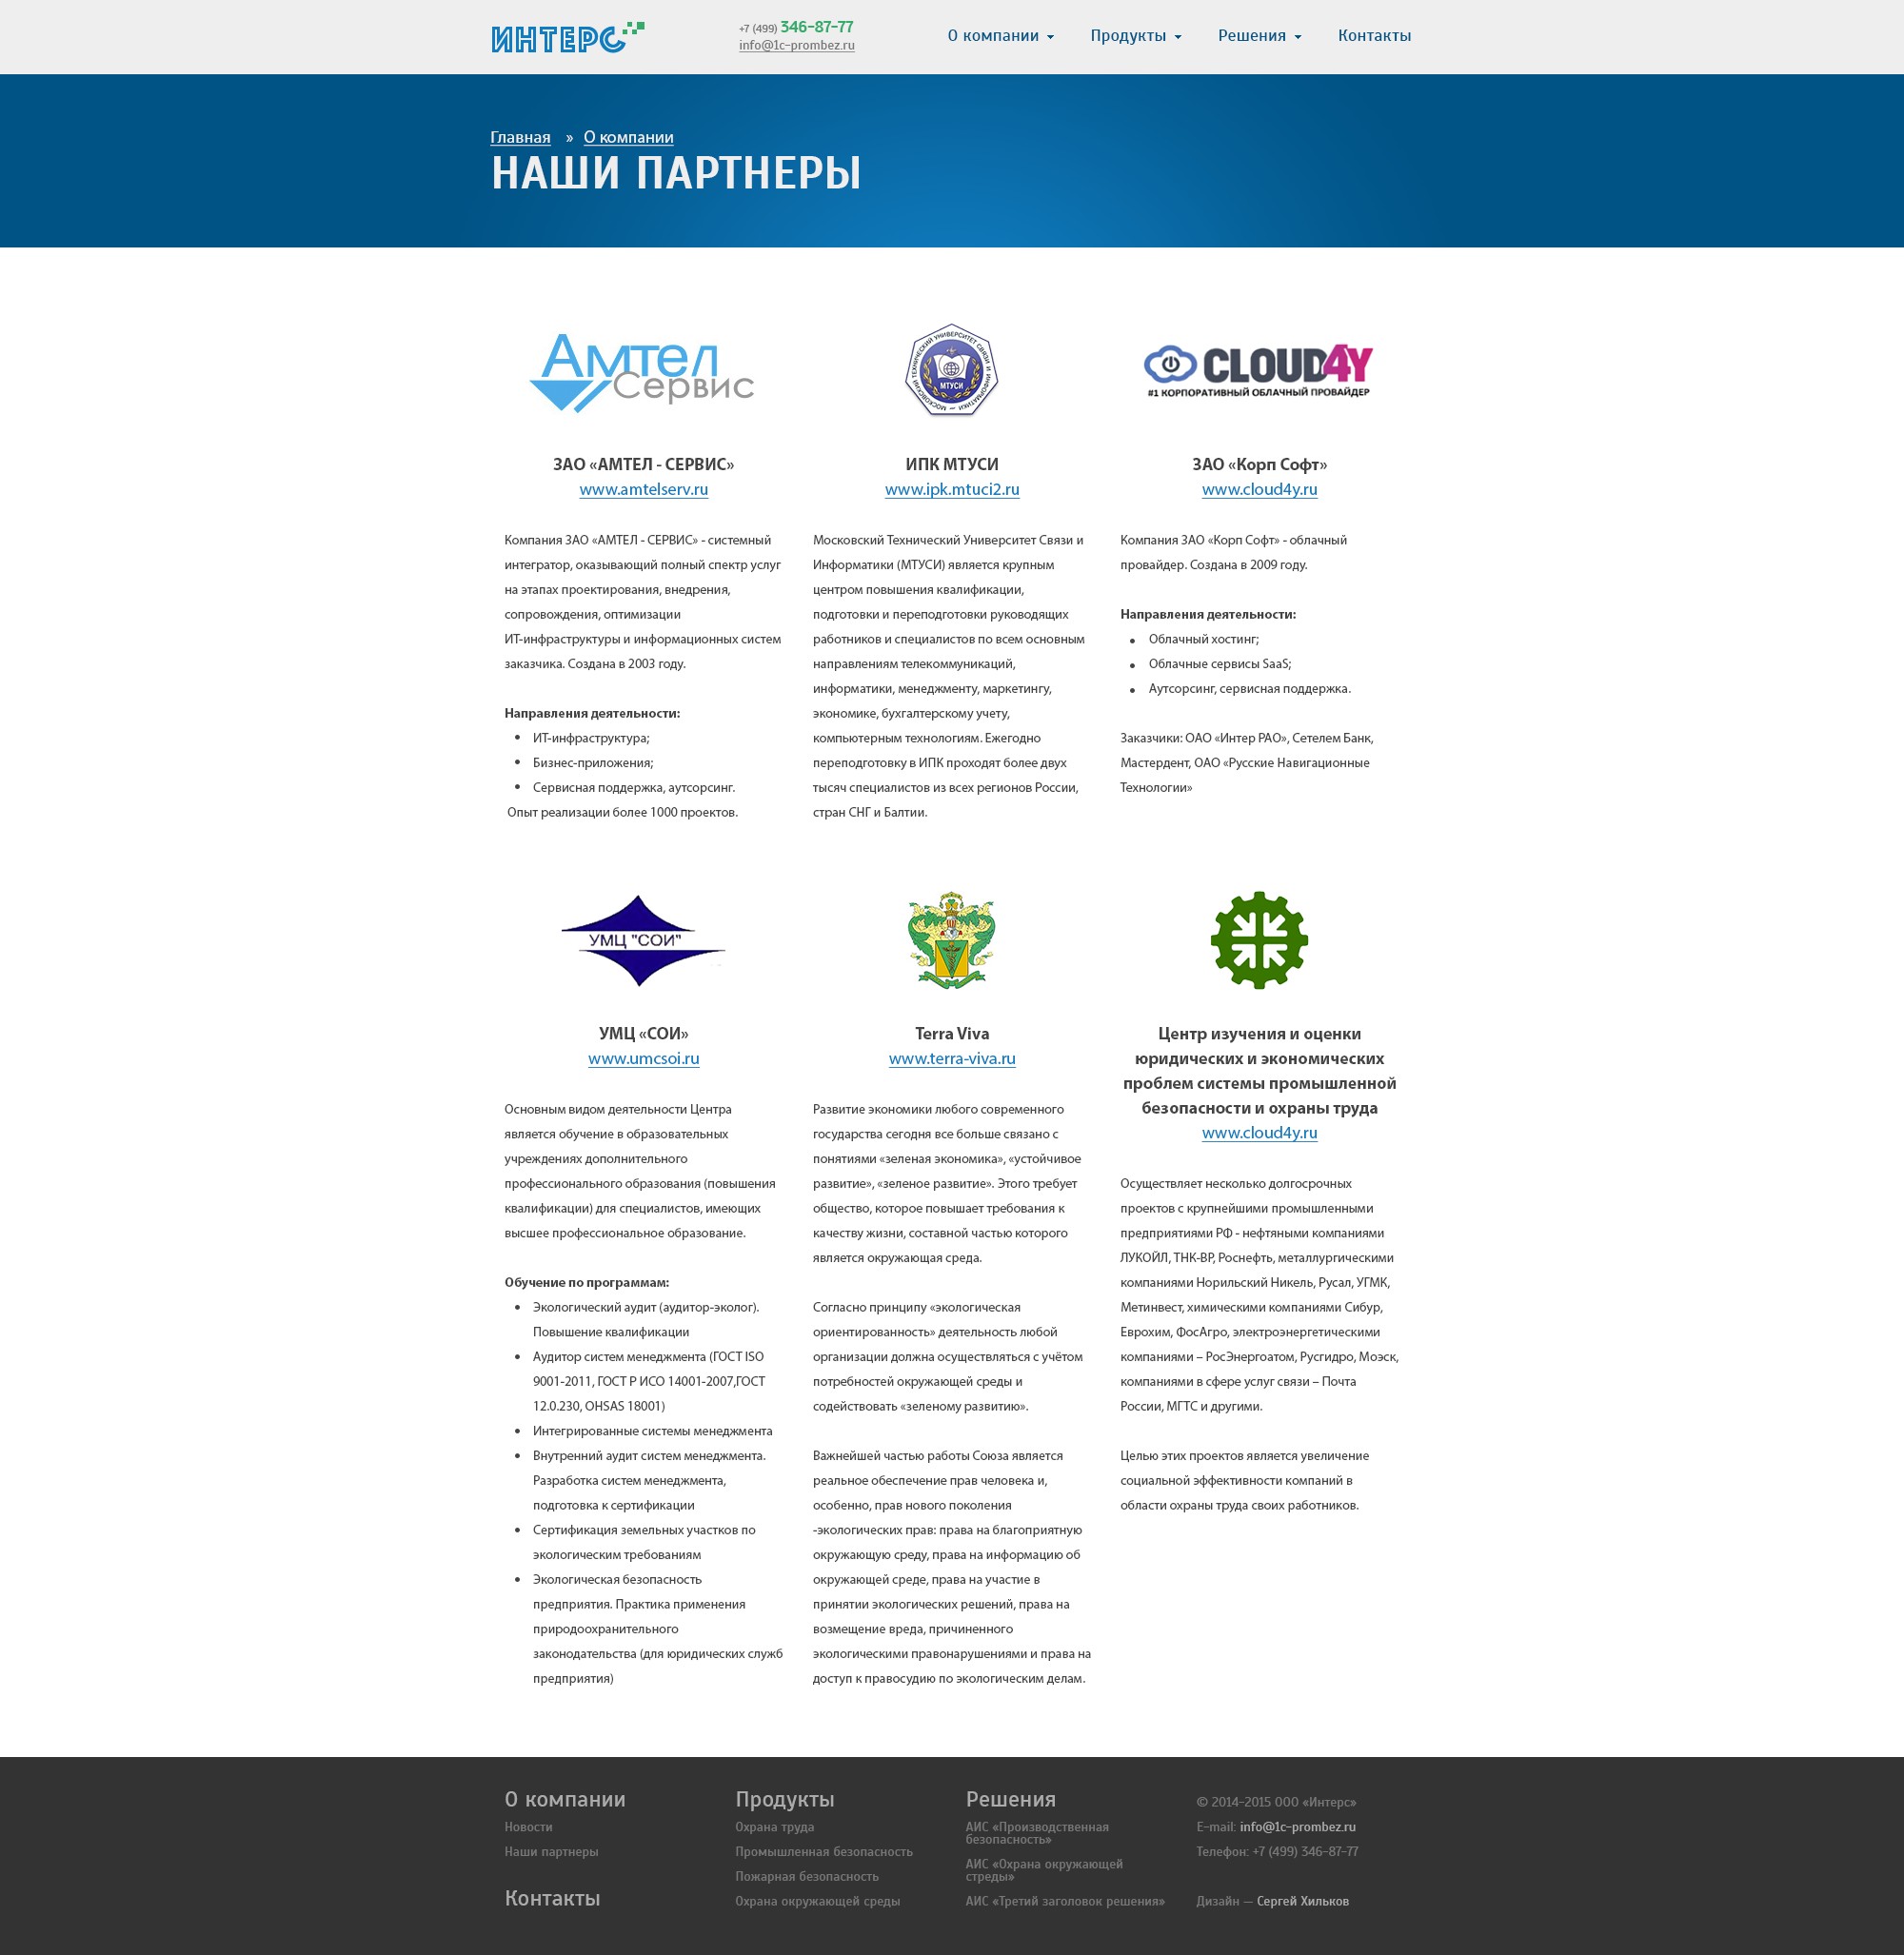 ИНТЕРС
+7 (499) 346-87-77
info@1c-prombez.ru
О компании
Продукты
Решения
Контакты
Главная » О компании
НАШИ ПАРТНЕРЫ
Амтел
Сервис
ЗАО «АМТЕЛ - СЕРВИС»
www.amtelserv.ru
Компания ЗАО «АМТЕЛ - СЕРВИС» - системный
интегратор, оказывающий полный спектр услуг
на этапах проектирования, внедрения,
сопровождения, оптимизации
ИТ-инфраструктуры и информационных систем
заказчика. Создана в 2003 году.
Направления деятельности:
• ИТ-инфраструктура;
• Бизнес-приложения;
• Сервисная поддержка, аутсорсинг.
Опыт реализации более 1000 проектов.
МОСКОВСКИЙ ТЕХНИЧЕСКИЙ УНИВЕРСИТЕТ СВЯЗИ И ИНФОРМАТИКИ —
МТУСИ
ИПК МТУСИ
www.ipk.mtuci2.ru
Московский Технический Университет Связи и
Информатики (МТУСИ) является крупным
центром повышения квалификации,
подготовки и переподготовки руководящих
работников и специалистов по всем основным
направлениям телекоммуникаций,
информатики, менеджменту, маркетингу,
экономике, бухгалтерскому учету,
компьютерным технологиям. Ежегодно
переподготовку в ИПК проходят более двух
тысяч специалистов из всех регионов России,
стран СНГ и Балтии.
CLOUD4Y
#1 КОРПОРАТИВНЫЙ ОБЛАЧНЫЙ ПРОВАЙДЕР
ЗАО «Корп Софт»
www.cloud4y.ru
Компания ЗАО «Корп Софт» - облачный
провайдер. Создана в 2009 году.
Направления деятельности:
• Облачный хостинг;
• Облачные сервисы SaaS;
• Аутсорсинг, сервисная поддержка.
Заказчики: ОАО «Интер РАО», Сетелем Банк,
Мастердент, ОАО «Русские Навигационные
Технологии»
УМЦ "СОИ"
УМЦ «СОИ»
www.umcsoi.ru
Основным видом деятельности Центра
является обучение в образовательных
учреждениях дополнительного
профессионального образования (повышения
квалификации) для специалистов, имеющих
высшее профессиональное образование.
Обучение по программам:
• Экологический аудит (аудитор-эколог).
Повышение квалификации
• Аудитор систем менеджмента (ГОСТ ISO
9001-2011, ГОСТ Р ИСО 14001-2007,ГОСТ
12.0.230, OHSAS 18001)
• Интегрированные системы менеджмента
• Внутренний аудит систем менеджмента.
Разработка систем менеджмента,
подготовка к сертификации
• Сертификация земельных участков по
экологическим требованиям
• Экологическая безопасность
предприятия. Практика применения
природоохранительного
законодательства (для юридических служб
предприятия)
Terra Viva
www.terra-viva.ru
Развитие экономики любого современного
государства сегодня все больше связано с
понятиями «зеленая экономика», «устойчивое
развитие», «зеленое развитие». Этого требует
общество, которое повышает требования к
качеству жизни, составной частью которого
является окружающая среда.
Согласно принципу «экологическая
ориентированность» деятельность любой
организации должна осуществляться с учётом
потребностей окружающей среды и
содействовать «зеленому развитию».
Важнейшей частью работы Союза является
реальное обеспечение прав человека и,
особенно, прав нового поколения
-экологических прав: права на благоприятную
окружающую среду, права на информацию об
окружающей среде, права на участие в
принятии экологических решений, права на
возмещение вреда, причиненного
экологическими правонарушениями и права на
доступ к правосудию по экологическим делам.
Центр изучения и оценки
юридических и экономических
проблем системы промышленной
безопасности и охраны труда
www.cloud4y.ru
Осуществляет несколько долгосрочных
проектов с крупнейшими промышленными
предприятиями РФ - нефтяными компаниями
ЛУКОЙЛ, ТНК-ВР, Роснефть, металлургическими
компаниями Норильский Никель, Русал, УГМК,
Метинвест, химическими компаниями Сибур,
Еврохим, ФосАгро, электроэнергетическими
компаниями – РосЭнергоатом, Русгидро, Моэск,
компаниями в сфере услуг связи – Почта
России, МГТС и другими.
Целью этих проектов является увеличение
социальной эффективности компаний в
области охраны труда своих работников.
О компании
Новости
Наши партнеры
Контакты
Продукты
Охрана труда
Промышленная безопасность
Пожарная безопасность
Охрана окружающей среды
Решения
АИС «Производственная
безопасность»
АИС «Охрана окружающей
стреды»
АИС «Третий заголовок решения»
© 2014-2015 ООО «Интерс»
E-mail: info@1c-prombez.ru
Телефон: +7 (499) 346-87-77
Дизайн — Сергей Хильков